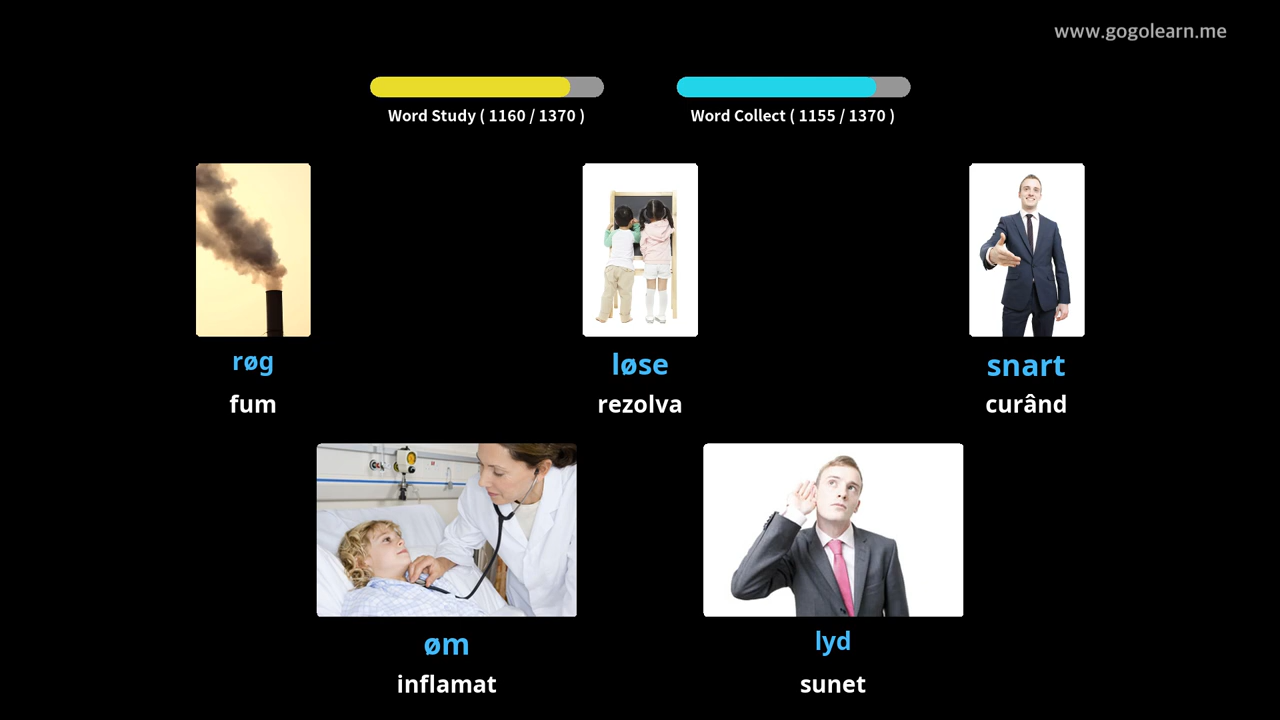 www.gogolearn.me
Word Study ( 1160 / 1370 )
Word Collect ( 1155 / 1370 )
røg
løse
snart
fum
rezolva
curând
øm
lyd
inflamat
sunet